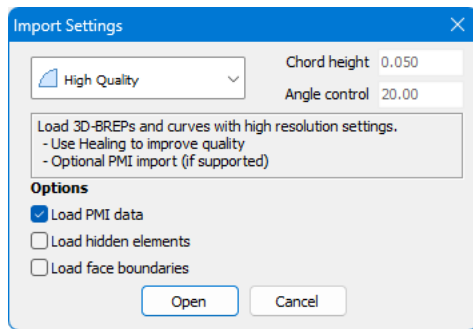 Import Settings
High Quality
Chord height 0.050
Angle control 20.00
Load 3D-BREPs and curves with high resolution settings.
- Use Healing to improve quality
- Optional PMI import (if supported)
Options
Load PMI data
Load hidden elements
Load face boundaries
Open Cancel